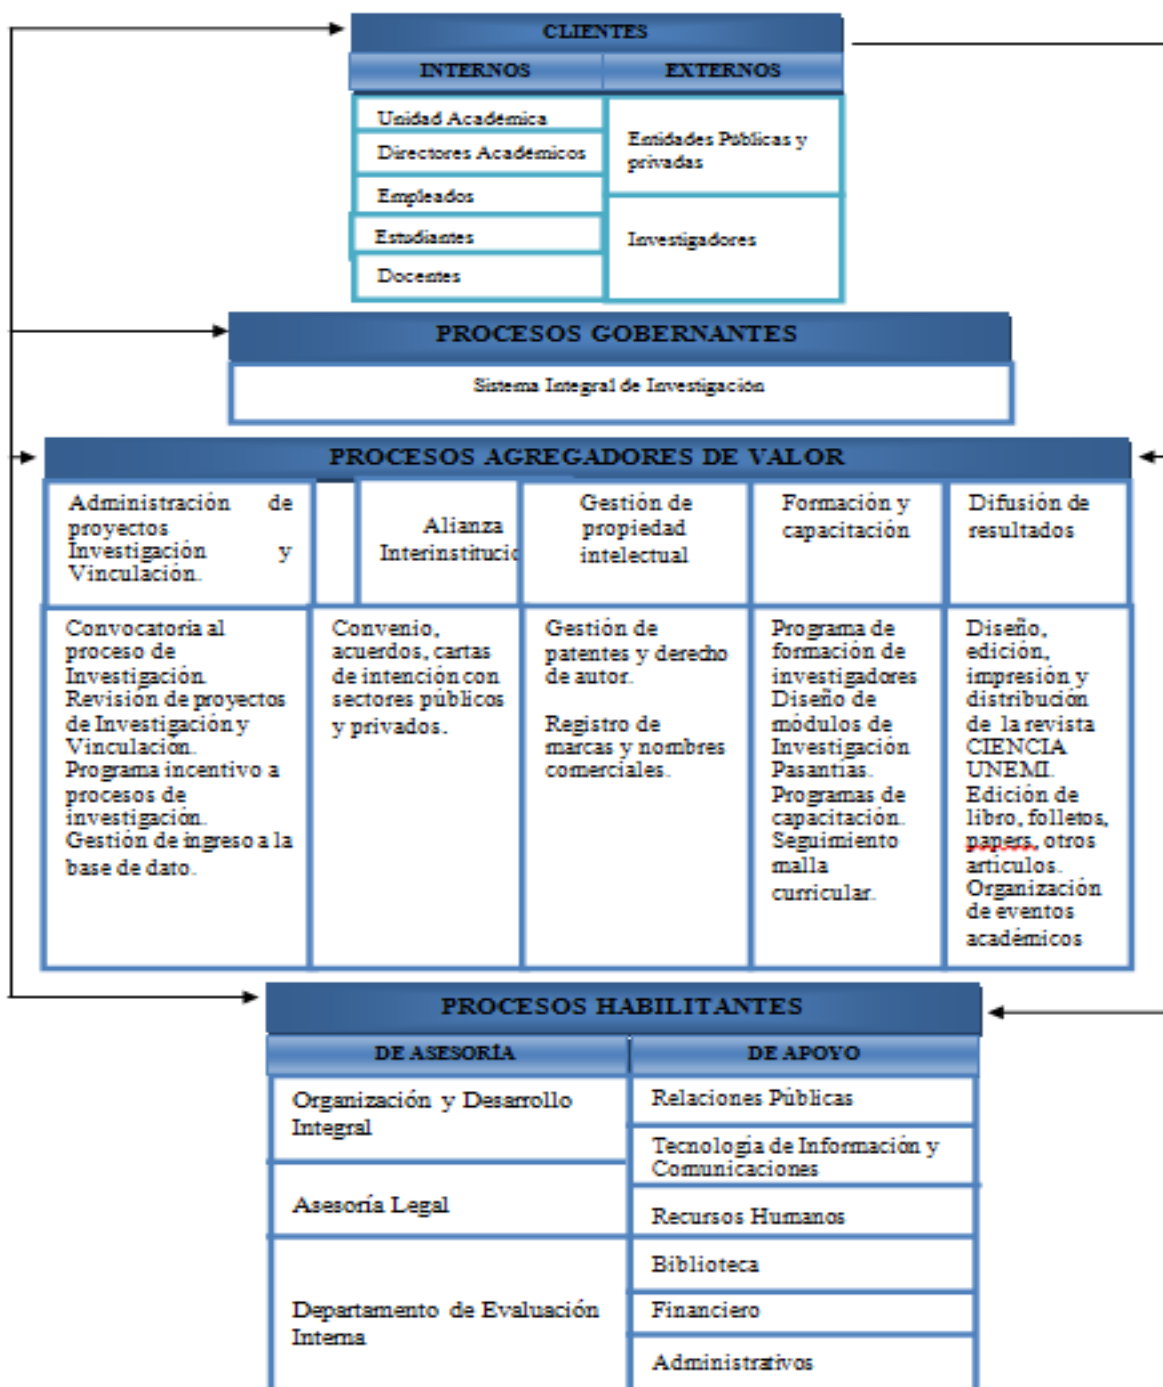 CLIENTES
INTERNOS
EXTERNOS
Unidad Académica
Directores Académicos
Empleados
Estudiantes
Docentes
Entidades Públicas y
privadas
Investigadores
PROCESOS GOBERNANTES
Sistema Integral de Investigación
PROCESOS AGREGADORES DE VALOR
Administración de
proyectos
Investigación y
Vinculación.
Alianza
Interinstitucio
Gestión de
propiedad
intelectual
Formación y
capacitación
Difusión de
resultados
Convocatoria al
proceso de
Investigación.
Revisión de proyectos
de Investigación y
Vinculación.
Programa incentivo a
procesos de
investigación.
Gestión de ingreso a la
base de dato.
Convenio,
acuerdos, cartas
de intención con
sectores públicos
y privados.
Gestión de
patentes y derecho
de autor.
Registro de
marcas y nombres
comerciales.
Programa de
formación de
investigadores
Diseño de
módulos de
Investigación
Pasantías.
Programas de
capacitación.
Seguimiento
malla
curricular.
Diseño,
edición,
impresión y
distribución
de la revista
CIENCIA
UNEMI.
Edición de
libro, folletos,
papers, otros
artículos.
Organización
de eventos
académicos
PROCESOS HABILITANTES
DE ASESORÍA
DE APOYO
Organización y Desarrollo
Integral
Asesoría Legal
Departamento de Evaluación
Interna
Relaciones Públicas
Tecnología de Información y
Comunicaciones
Recursos Humanos
Biblioteca
Financiero
Administrativos